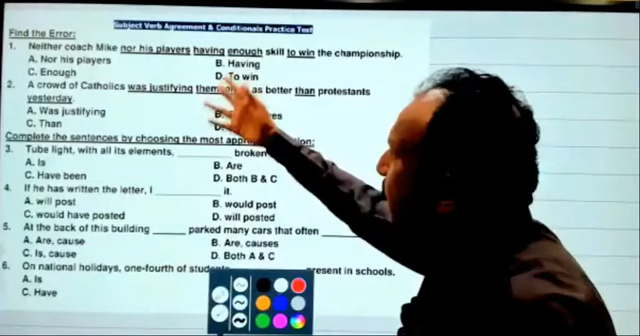 Subject Verb Agreement & Conditionals Practice Test
Find the Error:
1. Neither coach Mike nor his players having enough skill to win the championship.
A. Nor his players B. Having
C. Enough D. To win
2. A crowd of Catholics was justifying as better than protestants
yesterday.
A. Was justifying B.
C. Than D.
Complete the sentences by choosing the most
3. Tube light, with all its elements, ________ broken
A. Is B. Are
C. Have been D. Both B & C
4. If he has written the letter, I __________ it.
A. will post B. would post
C. would have posted D. will posted
5. At the back of this building ______ parked many cars that often ______
A. Are, cause B. Are, causes
C. Is, cause D. Both A & C
6. On national holidays, one-fourth of present in schools.
A. Is
C. Have